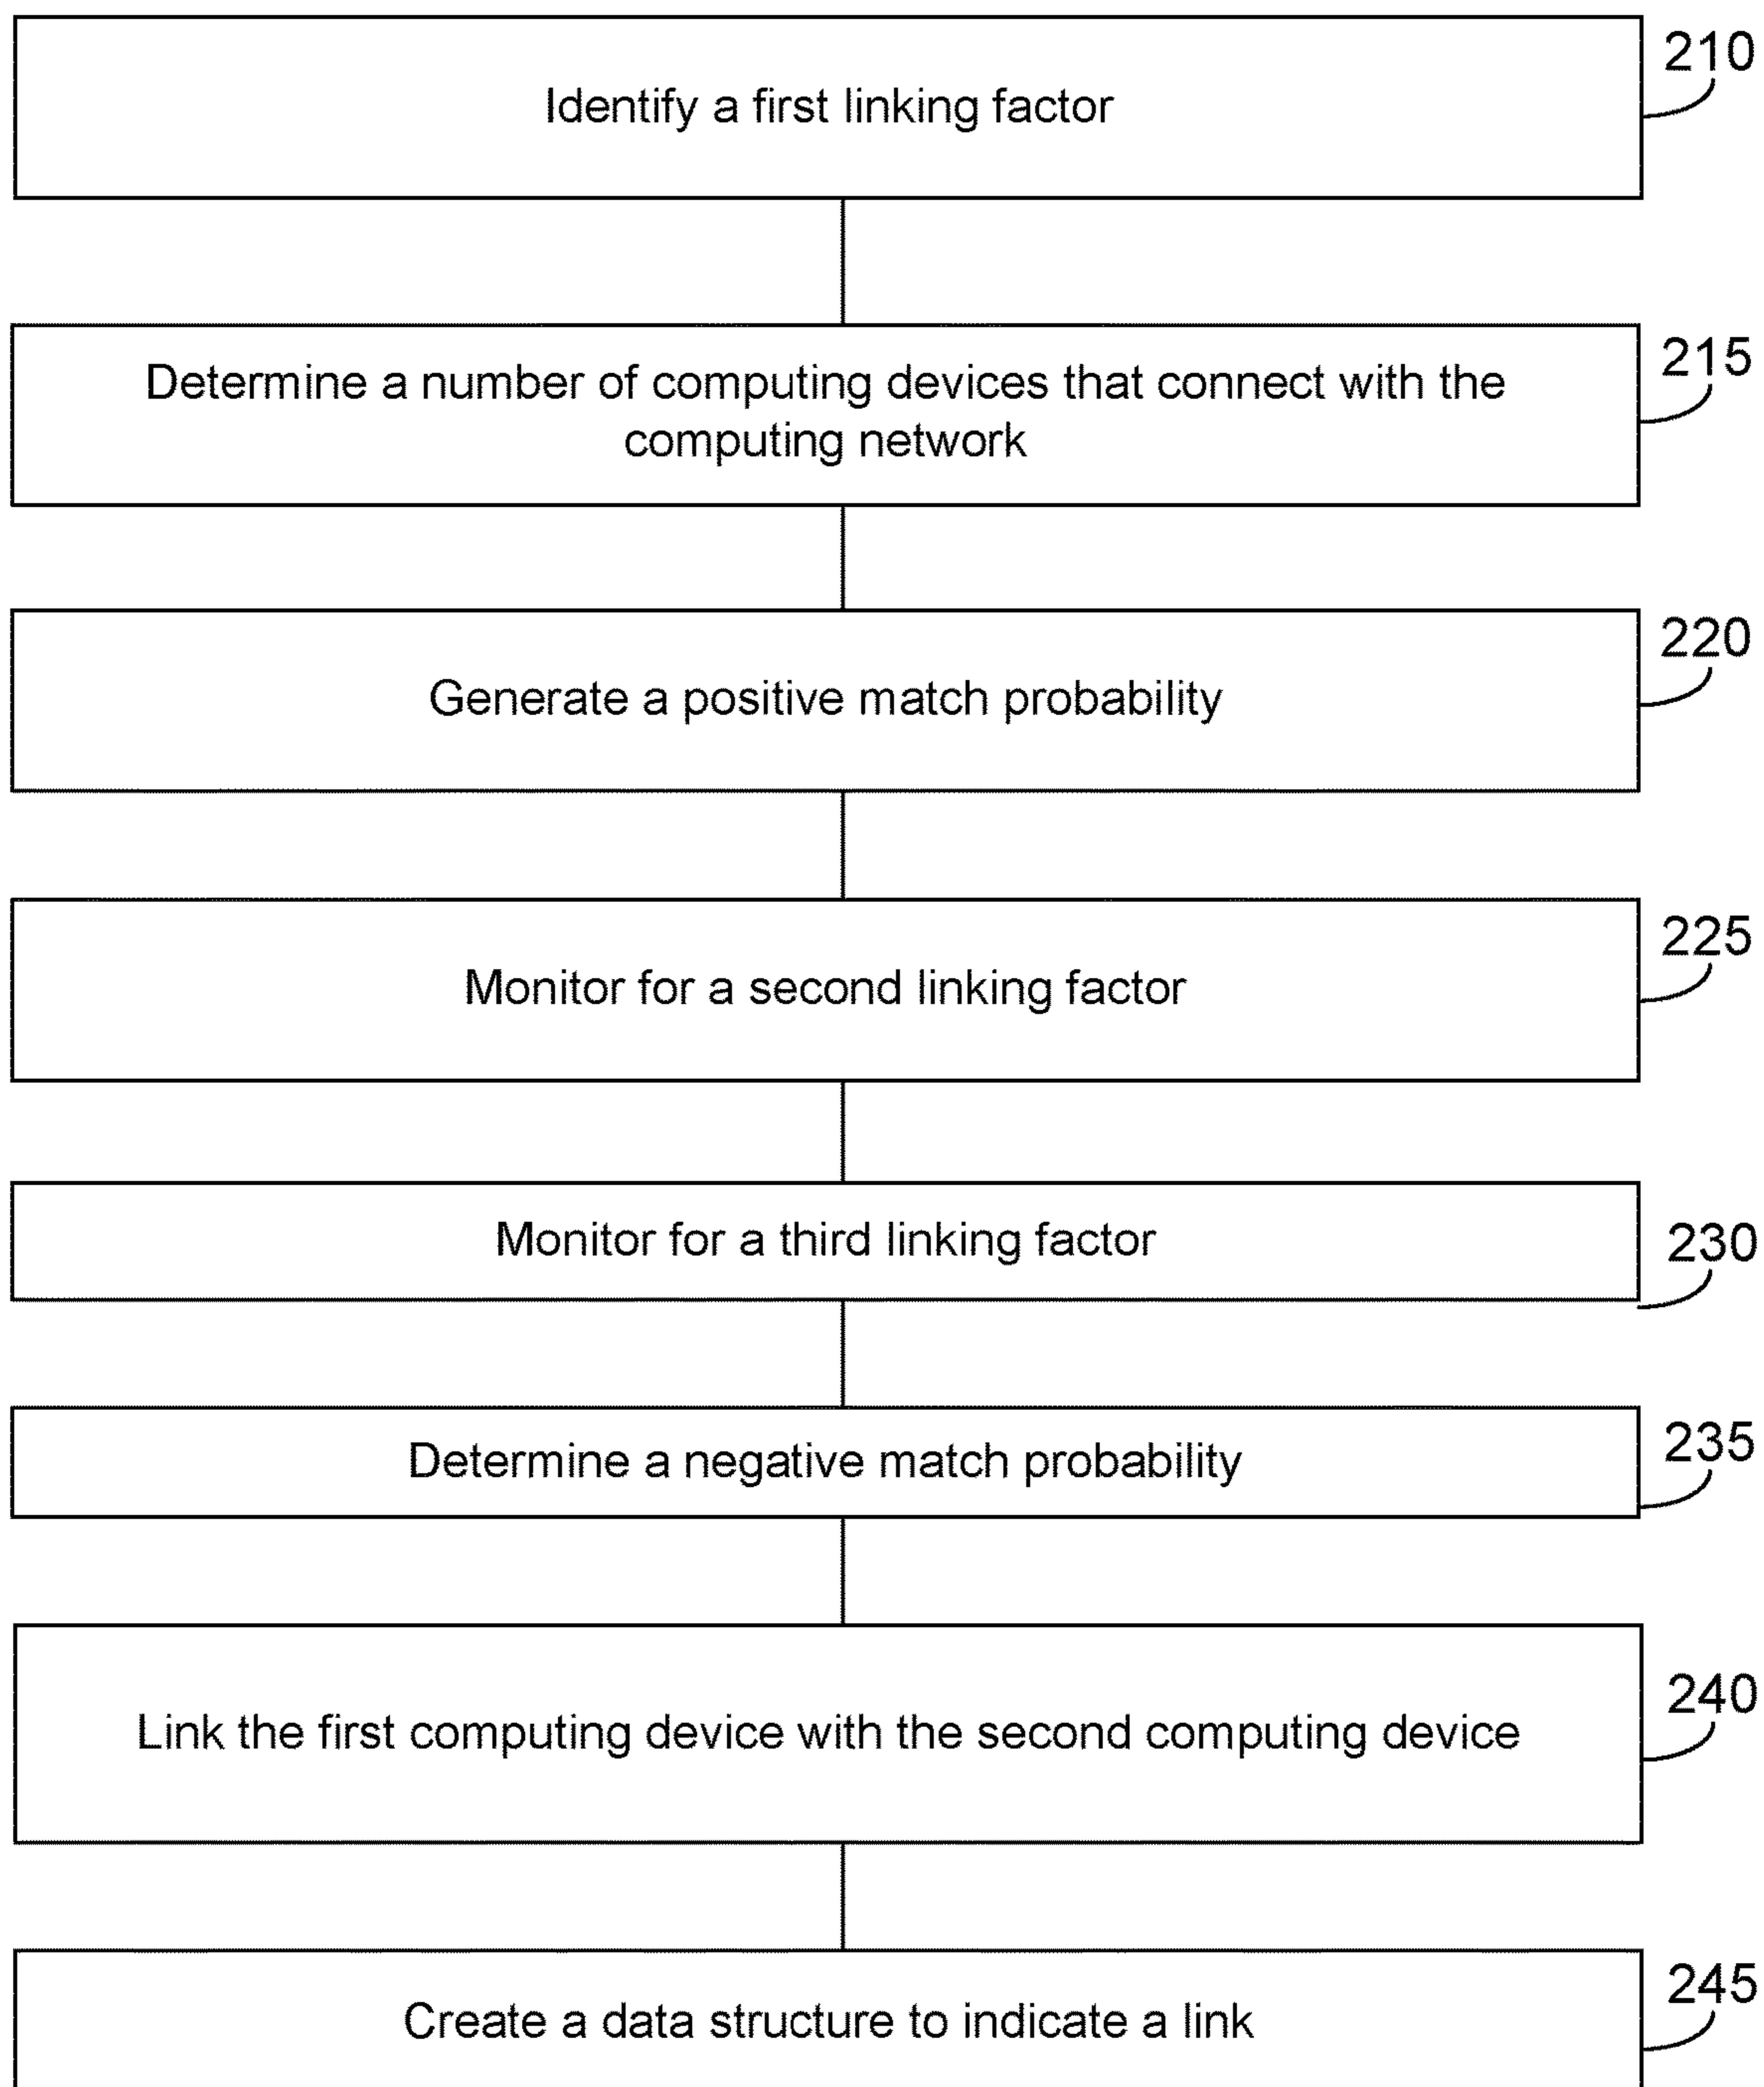 210
Identify a first linking factor
215
Determine a number of computing devices that connect with the
computing network
220
Generate a positive match probability
225
Monitor for a second linking factor
230
Monitor for a third linking factor
235
Determine a negative match probability
240
Link the first computing device with the second computing device
245
Create a data structure to indicate a link